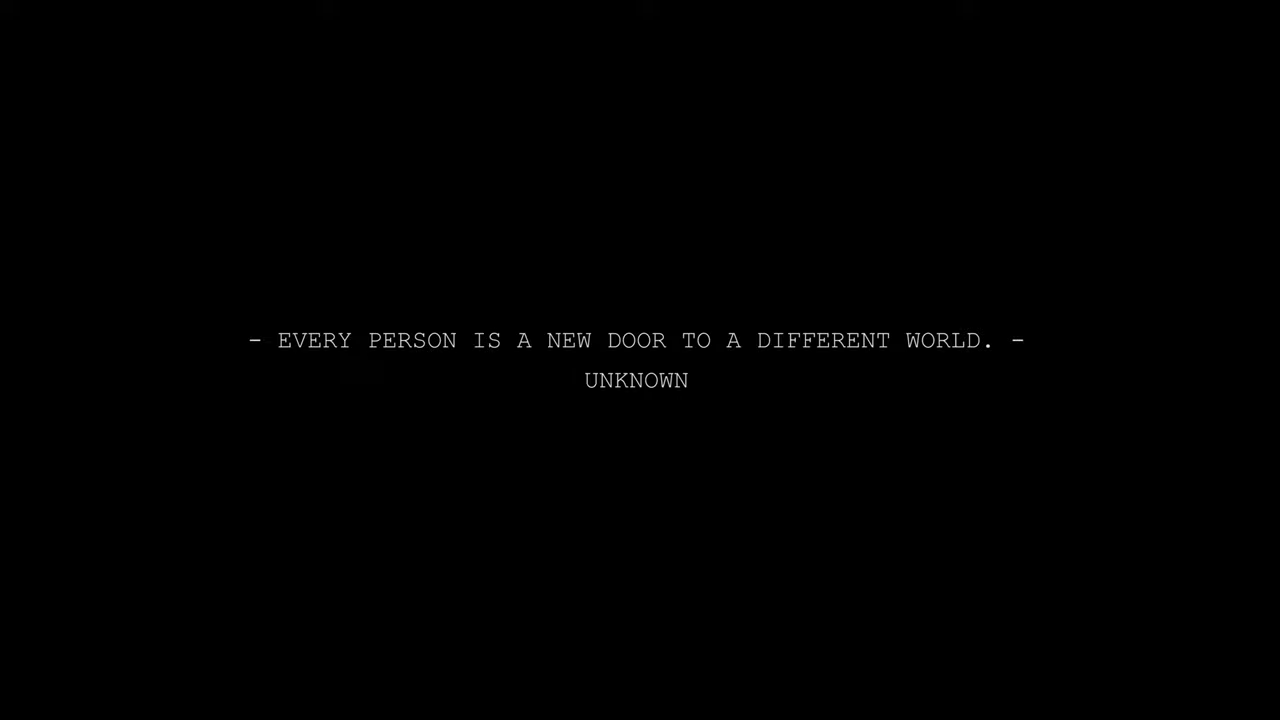 - EVERY PERSON IS A NEW DOOR TO A DIFFERENT WORLD. -
UNKNOWN